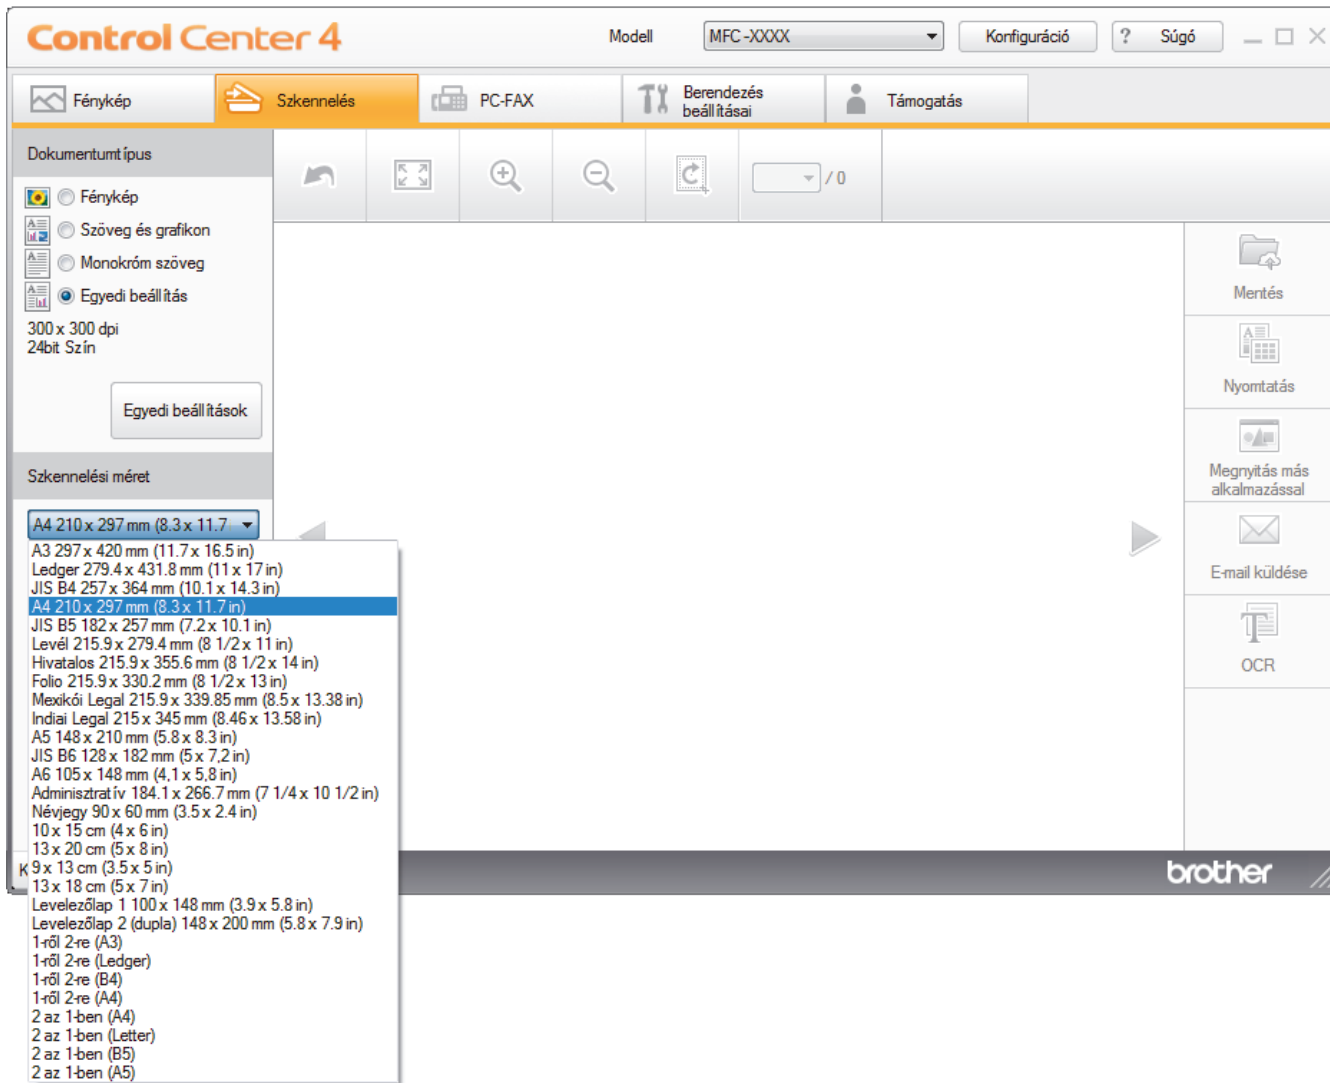 Control Center 4
Modell
MFC-XXXX
Konfiguráció
? Súgó
Fénykép
Szkennelés
PC-FAX
Berendezés
beállításai
Támogatás
Dokumentumtípus
/ 0
Fénykép
Szöveg és grafikon
Monokróm szöveg
Egyedi beállítás
300 x 300 dpi
24bit Szín
Egyedi beállítások
Szkennelési méret
A4 210 x 297 mm (8.3 x 11.7
A3 297 x 420 mm (11.7 x 16.5 in)
Ledger 279.4 x 431.8 mm (11 x 17 in)
JIS B4 257 x 364 mm (10.1 x 14.3 in)
A4 210 x 297 mm (8.3 x 11.7 in)
JIS B5 182 x 257 mm (7.2 x 10.1 in)
Levél 215.9 x 279.4 mm (8 1/2 x 11 in)
Hivatalos 215.9 x 355.6 mm (8 1/2 x 14 in)
Folio 215.9 x 330.2 mm (8 1/2 x 13 in)
Mexikói Legal 215.9 x 339.85 mm (8.5 x 13.38 in)
Indiai Legal 215 x 345 mm (8.46 x 13.58 in)
A5 148 x 210 mm (5.8 x 8.3 in)
JIS B6 128 x 182 mm (5 x 7,2 in)
A6 105 x 148 mm (4,1 x 5,8 in)
Adminisztratív 184.1 x 266.7 mm (7 1/4 x 10 1/2 in)
Névjegy 90 x 60 mm (3.5 x 2.4 in)
10 x 15 cm (4 x 6 in)
13 x 20 cm (5 x 8 in)
9 x 13 cm (3.5 x 5 in)
13 x 18 cm (5 x 7 in)
Levelezőlap 1 100 x 148 mm (3.9 x 5.8 in)
Levelezőlap 2 (dupla) 148 x 200 mm (5.8 x 7.9 in)
1-ről 2-re (A3)
1-ről 2-re (Ledger)
1-ről 2-re (B4)
1-ről 2-re (A4)
2 az 1-ben (A4)
2 az 1-ben (Letter)
2 az 1-ben (B5)
2 az 1-ben (A5)
Mentés
Nyomtatás
Megnyitás más
alkalmazással
E-mail küldése
OCR
brother